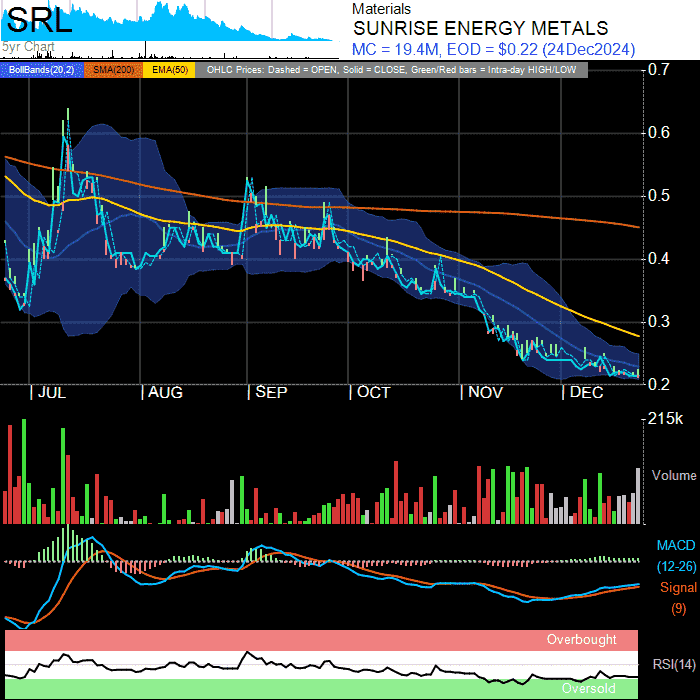 SRL
5yr Chart
Materials
SUNRISE ENERGY METALS
MC = 19.4M, EOD = $0.22 (24Dec2024)
BollBands(20,2) SMA(200) EMA(50) OHLC Prices: Dashed = OPEN, Solid = CLOSE, Green/Red bars = Intra-day HIGH/LOW
0.7
0.6
0.5
0.4
0.3
0.2
| JUL | AUG | SEP | OCT | NOV | DEC
215k
Volume
MACD
(12-26)
Signal
(9)
Overbought
RSI(14)
Oversold